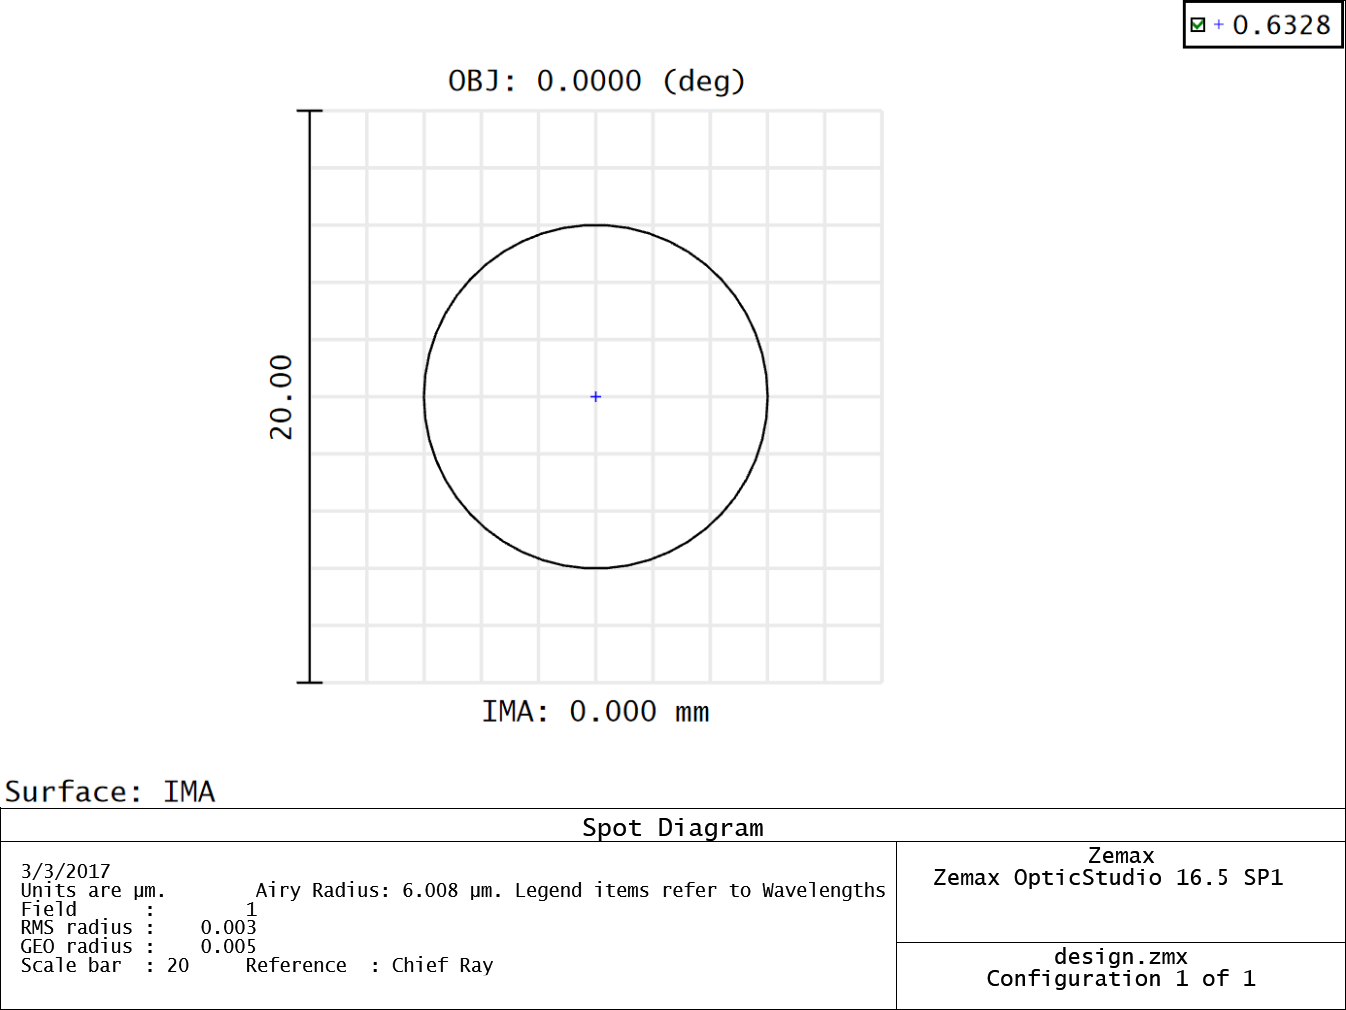 + 0.6328
OBJ: 0.0000 (deg)
20.00
IMA: 0.000 mm
Surface: IMA
Spot Diagram
3/3/2017
Units are µm. Airy Radius: 6.008 µm. Legend items refer to Wavelengths
Field : 1
RMS radius : 0.003
GEO radius : 0.005
Scale bar : 20 Reference : Chief Ray
Zemax
Zemax OpticStudio 16.5 SP1
design.zmx
Configuration 1 of 1